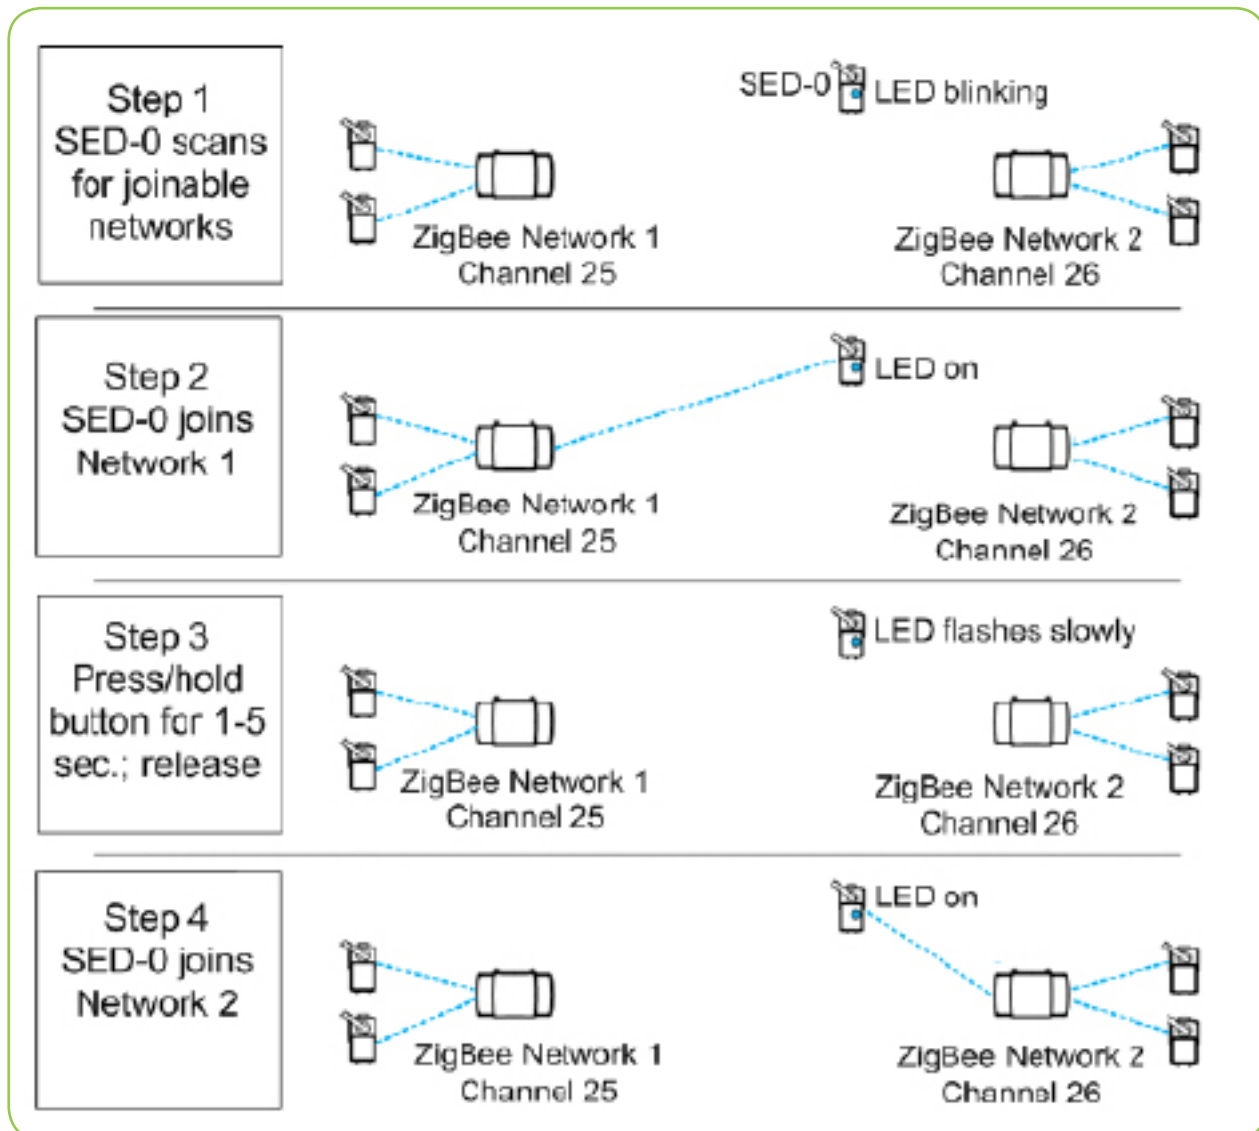 Step 1
SED-0 scans
for joinable
networks
SED-0
LED blinking
ZigBee Network 1
Channel 25
ZigBee Network 2
Channel 26
Step 2
SED-0 joins
Network 1
LED on
ZigBee Network 1
Channel 25
ZigBee Network 2
Channel 26
Step 3
Press/hold
button for 1-5
sec.; release
LED flashes slowly
ZigBee Network 1
Channel 25
ZigBee Network 2
Channel 26
Step 4
SED-0 joins
Network 2
LED on
ZigBee Network 1
Channel 25
ZigBee Network 2
Channel 26